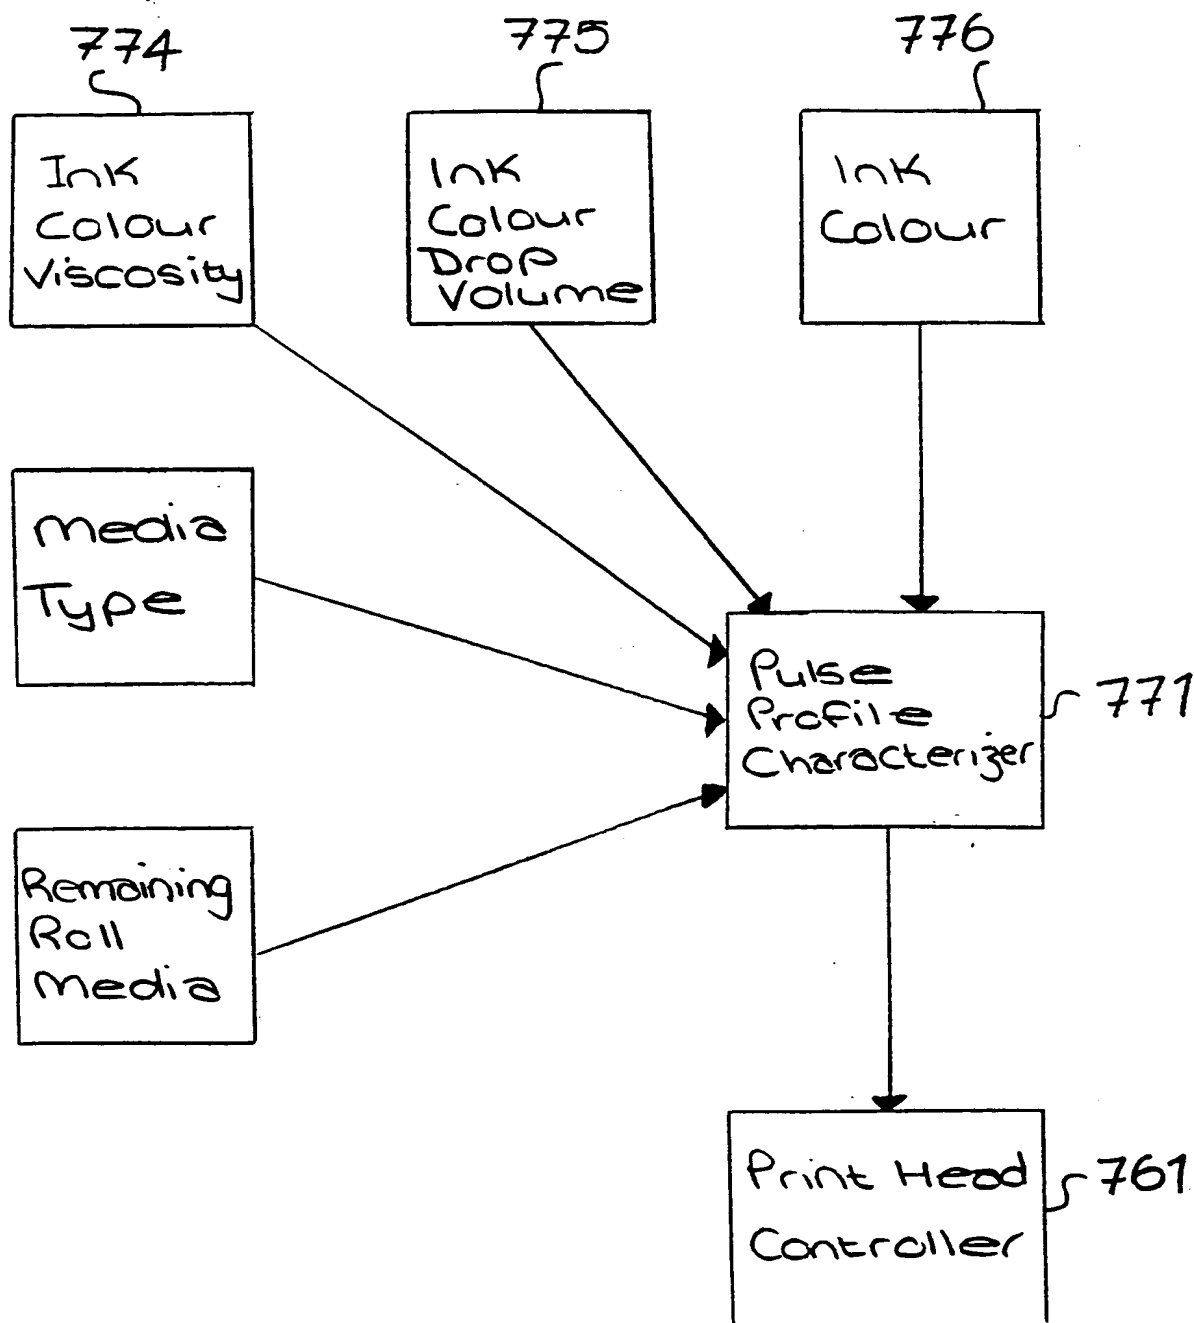 774
775
776
Ink
Colour
Viscosity
Ink
Colour
Drop
Volume
Ink
Colour
Media
Type
Pulse
Profile
Characterizer
771
Remaining
Roll
Media
Print Head
Controller
761